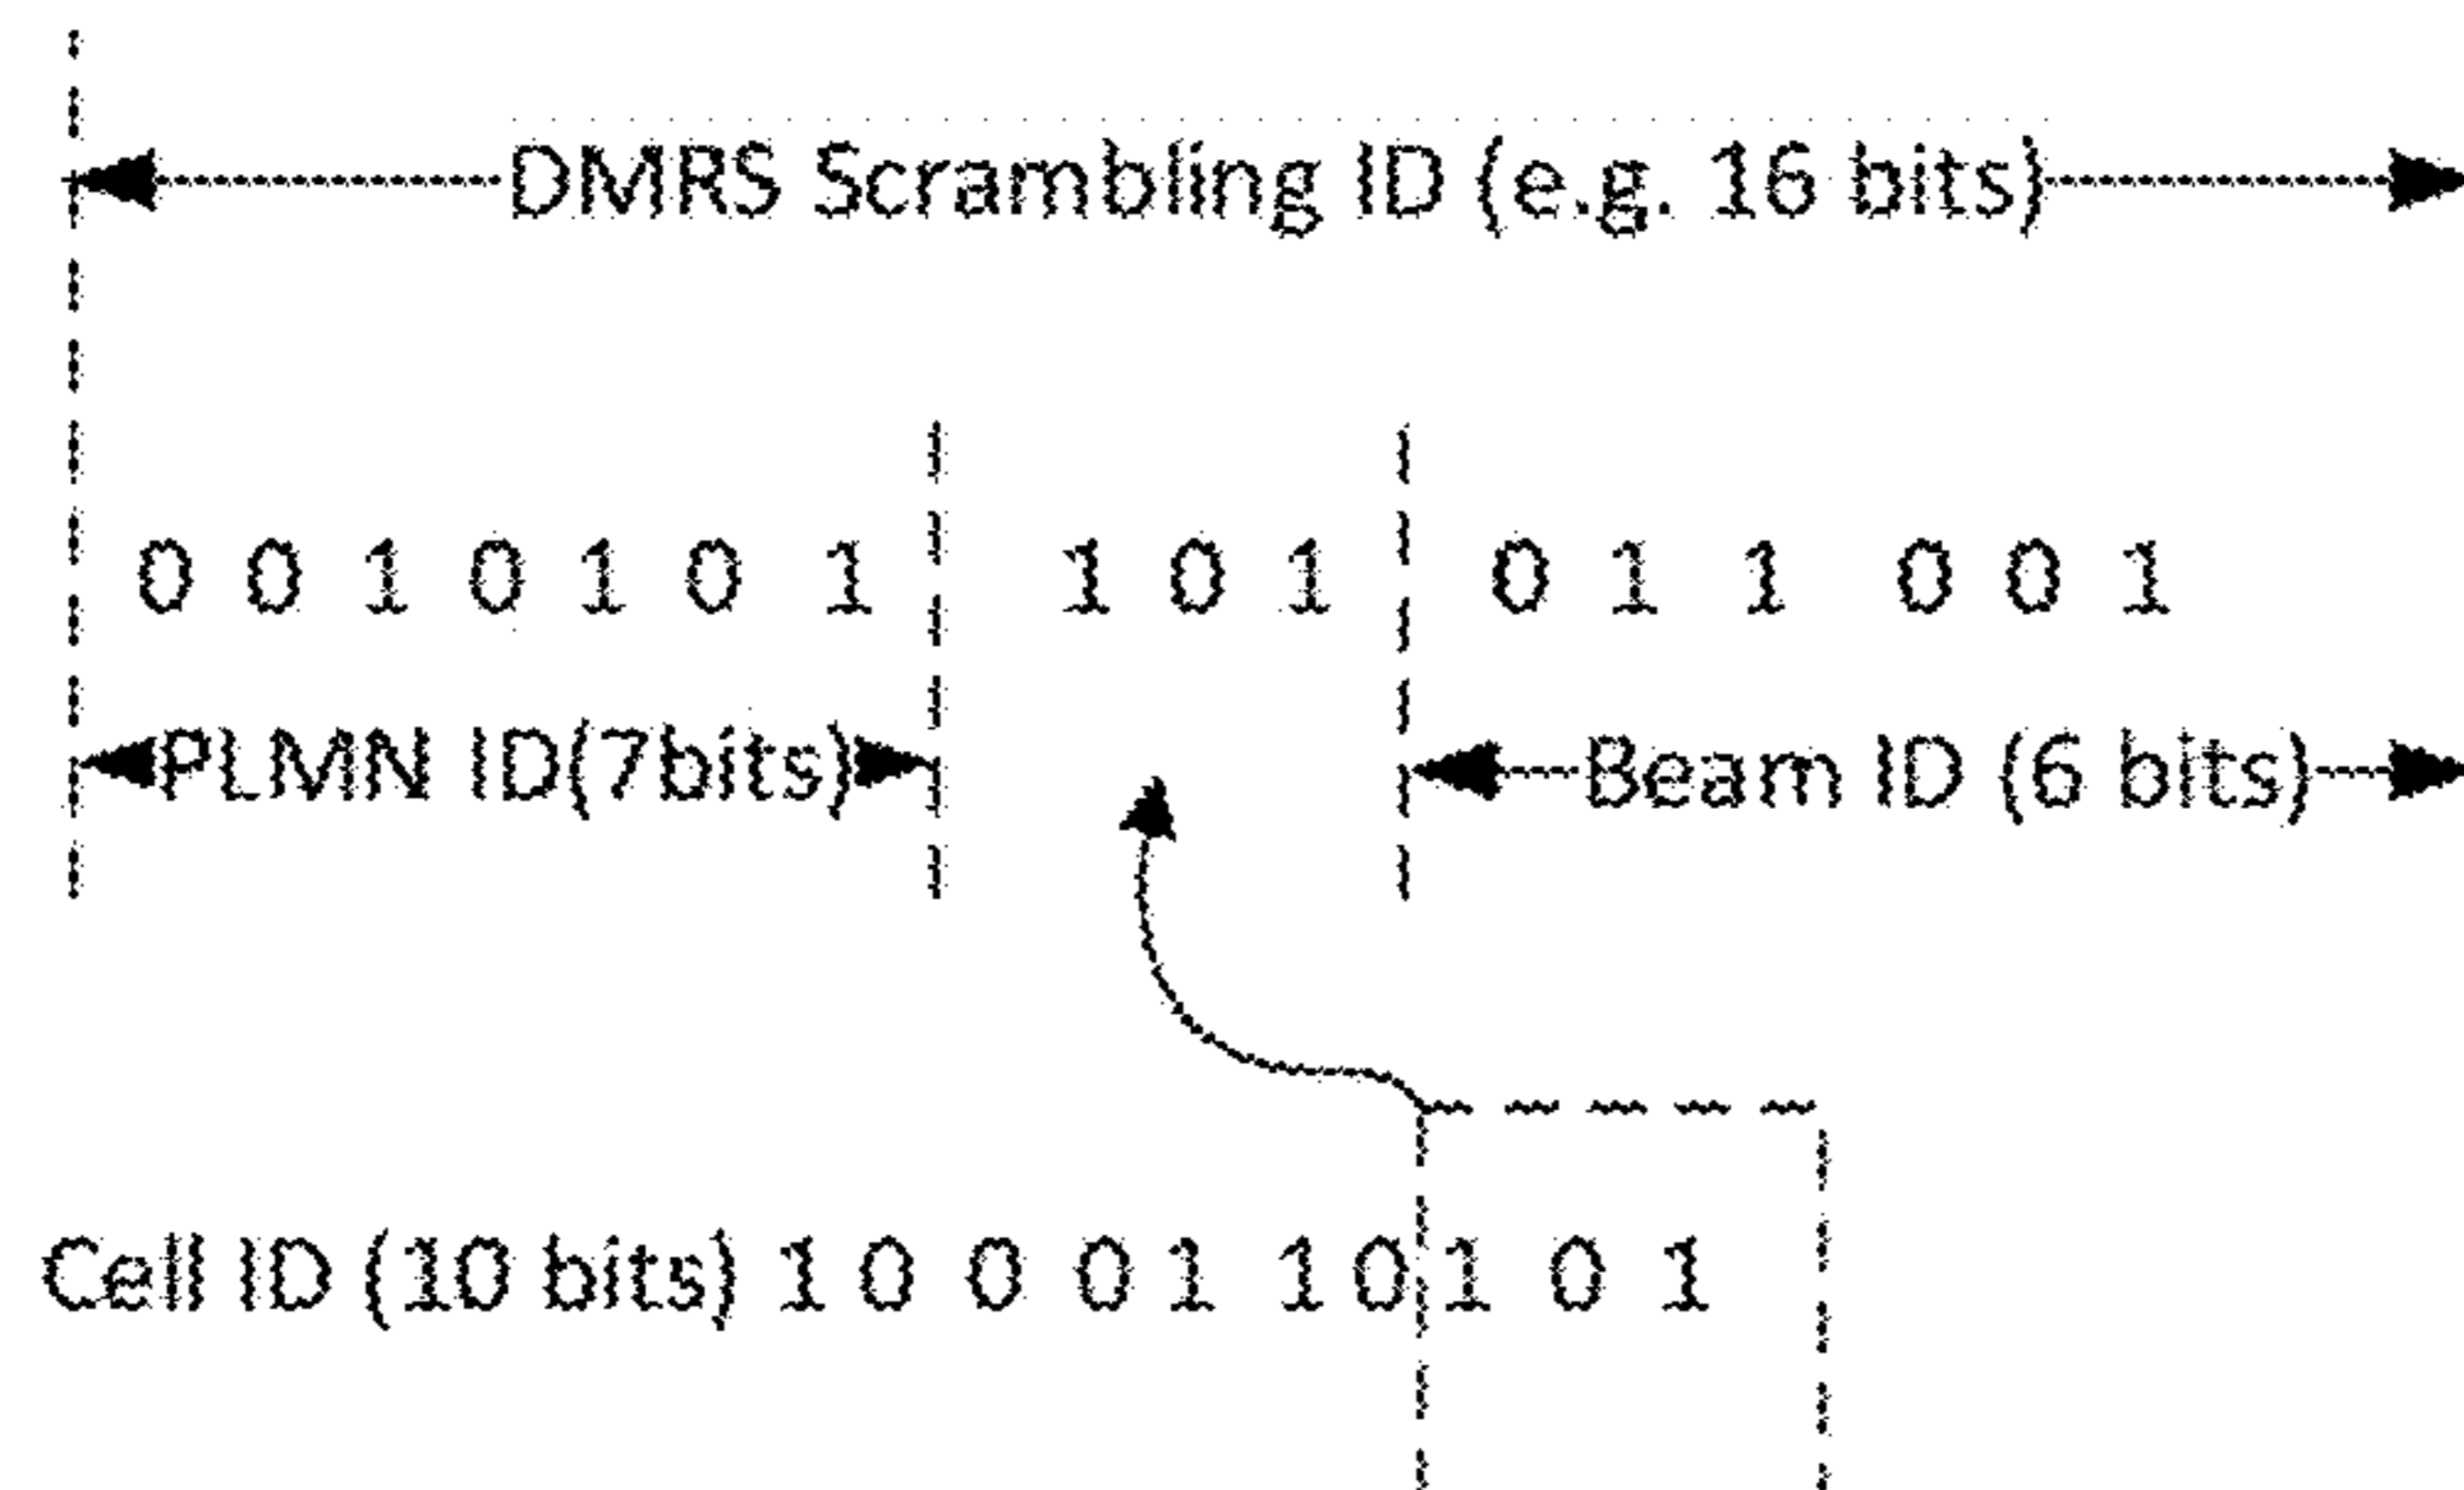 DMRS Scrambling ID (e.g. 16 bits)
0 0 1 0 1 0 1 1 0 1 0 1 1 0 0 1
PLMN ID(7bits) Beam ID (6 bits)
Cell ID (10 bits) 1 0 0 0 1 1 0 1 0 1